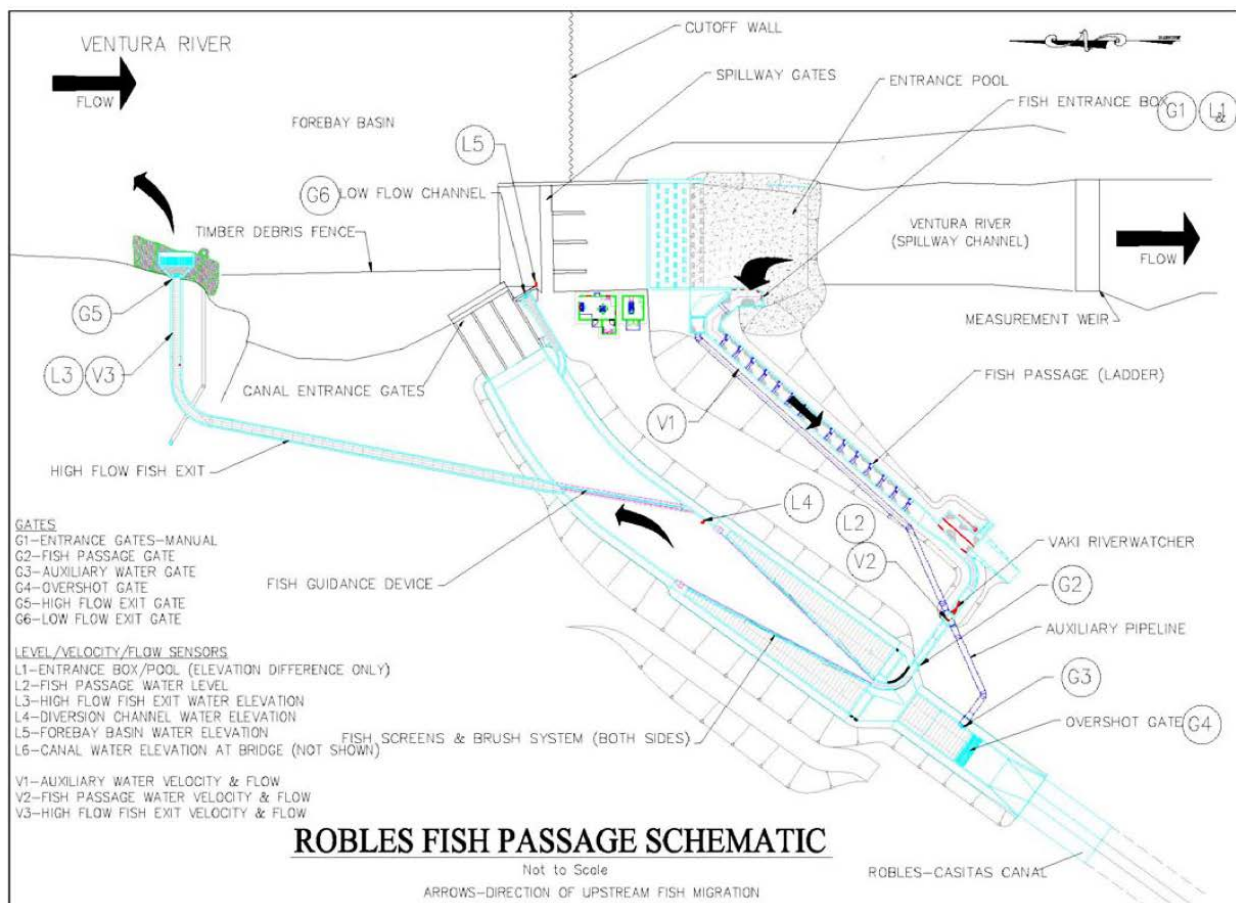 VENTURA RIVER
FLOW
FOREBAY BASIN
CUTOFF WALL
SPILLWAY GATES
ENTRANCE POOL
FISH ENTRANCE BOX
G1
L1
&
L5
G6
LOW FLOW CHANNEL
TIMBER DEBRIS FENCE
VENTURA RIVER
(SPILLWAY CHANNEL)
FLOW
G5
L3
V3
CANAL ENTRANCE GATES
MEASUREMENT WEIR
FISH PASSAGE (LADDER)
V1
HIGH FLOW FISH EXIT
L4
L2
V2
VAKI RIVERWATCHER
G2
FISH GUIDANCE DEVICE
AUXILIARY PIPELINE
G3
OVERSHOT GATE
G4
GATES
G1-ENTRANCE GATES-MANUAL
G2-FISH PASSAGE GATE
G3-AUXILIARY WATER GATE
G4-OVERSHOT GATE
G5-HIGH FLOW EXIT GATE
G6-LOW FLOW EXIT GATE
LEVEL/VELOCITY/FLOW SENSORS
L1-ENTRANCE BOX/POOL (ELEVATION DIFFERENCE ONLY)
L2-FISH PASSAGE WATER LEVEL
L3-HIGH FLOW FISH EXIT WATER ELEVATION
L4-DIVERSION CHANNEL WATER ELEVATION
L5-FOREBAY BASIN WATER ELEVATION
L6-CANAL WATER ELEVATION AT BRIDGE (NOT SHOWN)
FISH SCREENS & BRUSH SYSTEM (BOTH SIDES)
V1-AUXILIARY WATER VELOCITY & FLOW
V2-FISH PASSAGE WATER VELOCITY & FLOW
V3-HIGH FLOW FISH EXIT VELOCITY & FLOW
ROBLES FISH PASSAGE SCHEMATIC
Not to Scale
ARROWS-DIRECTION OF UPSTREAM FISH MIGRATION
ROBLES-CASITAS CANAL